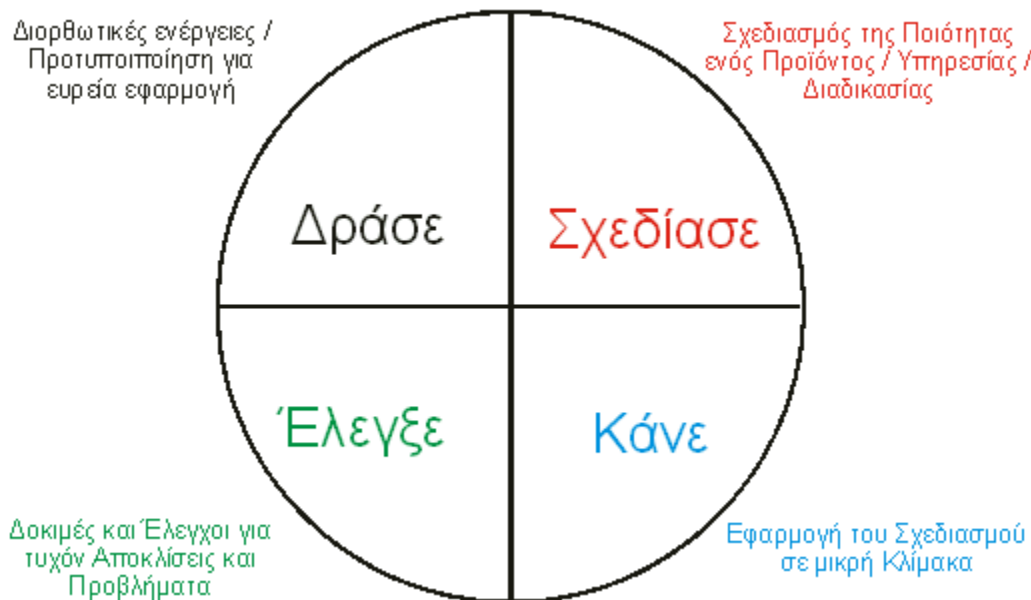 Διορθωτικές ενέργειες /
Προτυποιποίηση για
ευρεία εφαρμογή
Σχεδιασμός της Ποιότητας
ενός Προϊόντος / Υπηρεσίας /
Διαδικασίας
Δράσε
Σχεδίασε
Έλεγξε
Κάνε
Δοκιμές και Έλεγχοι για
τυχόν Αποκλίσεις και
Προβλήματα
Εφαρμογή του Σχεδιασμού
σε μικρή Κλίμακα